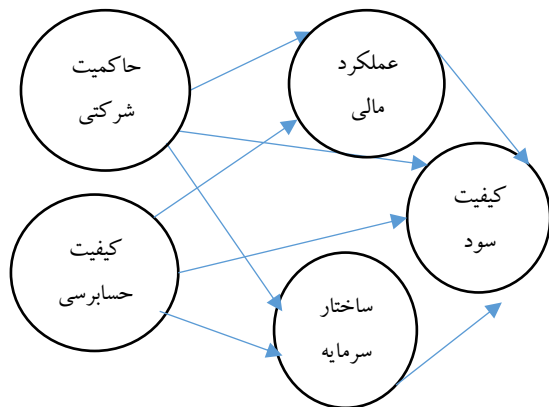 حاکمیت
شرکتی
عملکرد
مالی
کیفیت
سود
کیفیت
حسابرسی
ساختار
سرمایه